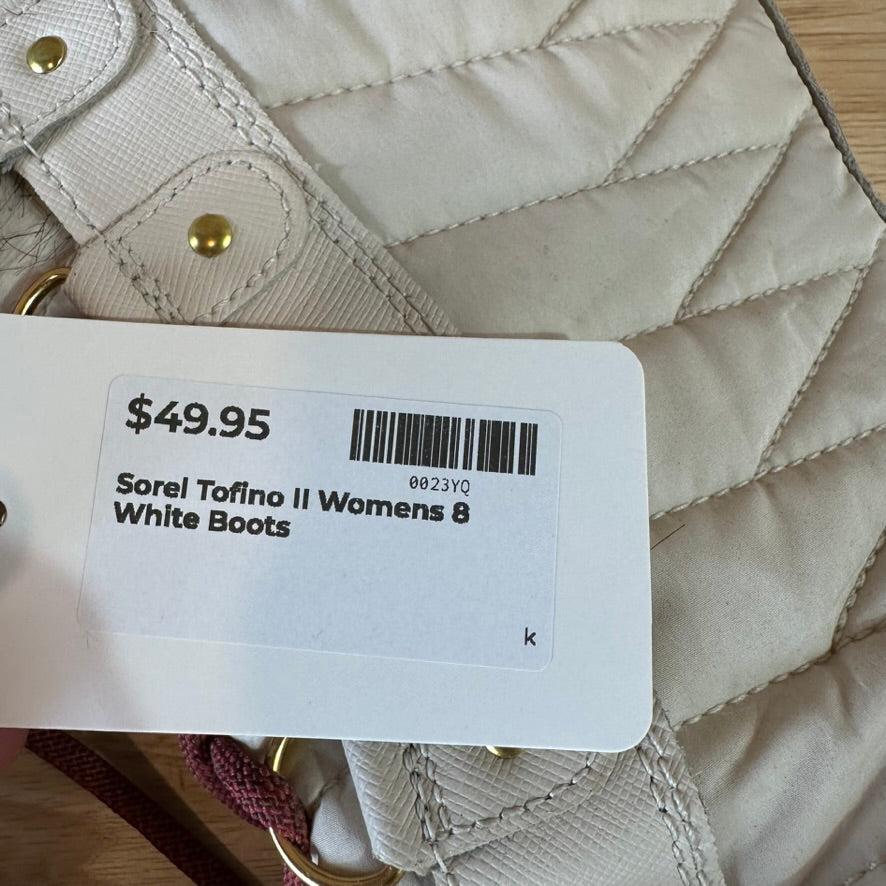 $49.95
0023YQ
Sorel Tofino II Womens 8
White Boots
k